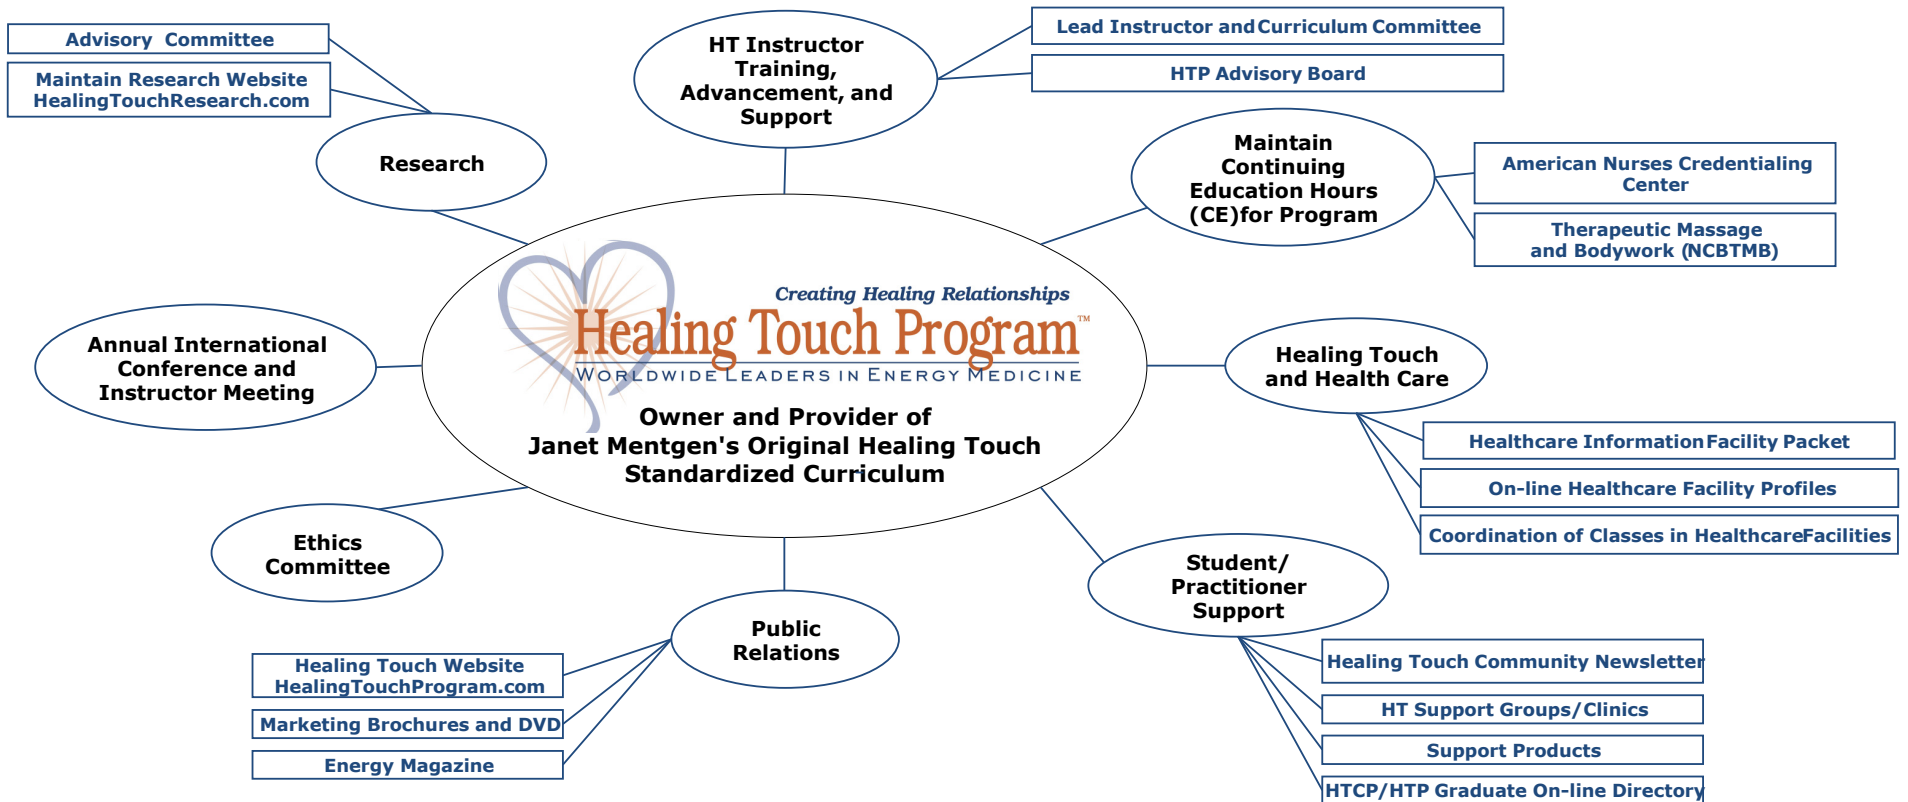 Advisory Committee
Maintain Research Website
HealingTouchResearch.com
Research
HT Instructor
Training,
Advancement, and
Support
Lead Instructor and Curriculum Committee
HTP Advisory Board
Maintain
Continuing
Education Hours
(CE)for Program
American Nurses Credentialing
Center
Therapeutic Massage
and Bodywork (NCBTMB)
Creating Healing Relationships
Healing Touch Program™
WORLDWIDE LEADERS IN ENERGY MEDICINE
Owner and Provider of
Janet Mentgen's Original Healing Touch
Standardized Curriculum
Annual International
Conference and
Instructor Meeting
Healing Touch
and Health Care
Healthcare Information Facility Packet
On-line Healthcare Facility Profiles
Coordination of Classes in HealthcareFacilities
Ethics
Committee
Student/
Practitioner
Support
Public
Relations
Healing Touch Website
HealingTouchProgram.com
Marketing Brochures and DVD
Energy Magazine
Healing Touch Community Newsletter
HT Support Groups/Clinics
Support Products
HTCP/HTP Graduate On-line Directory